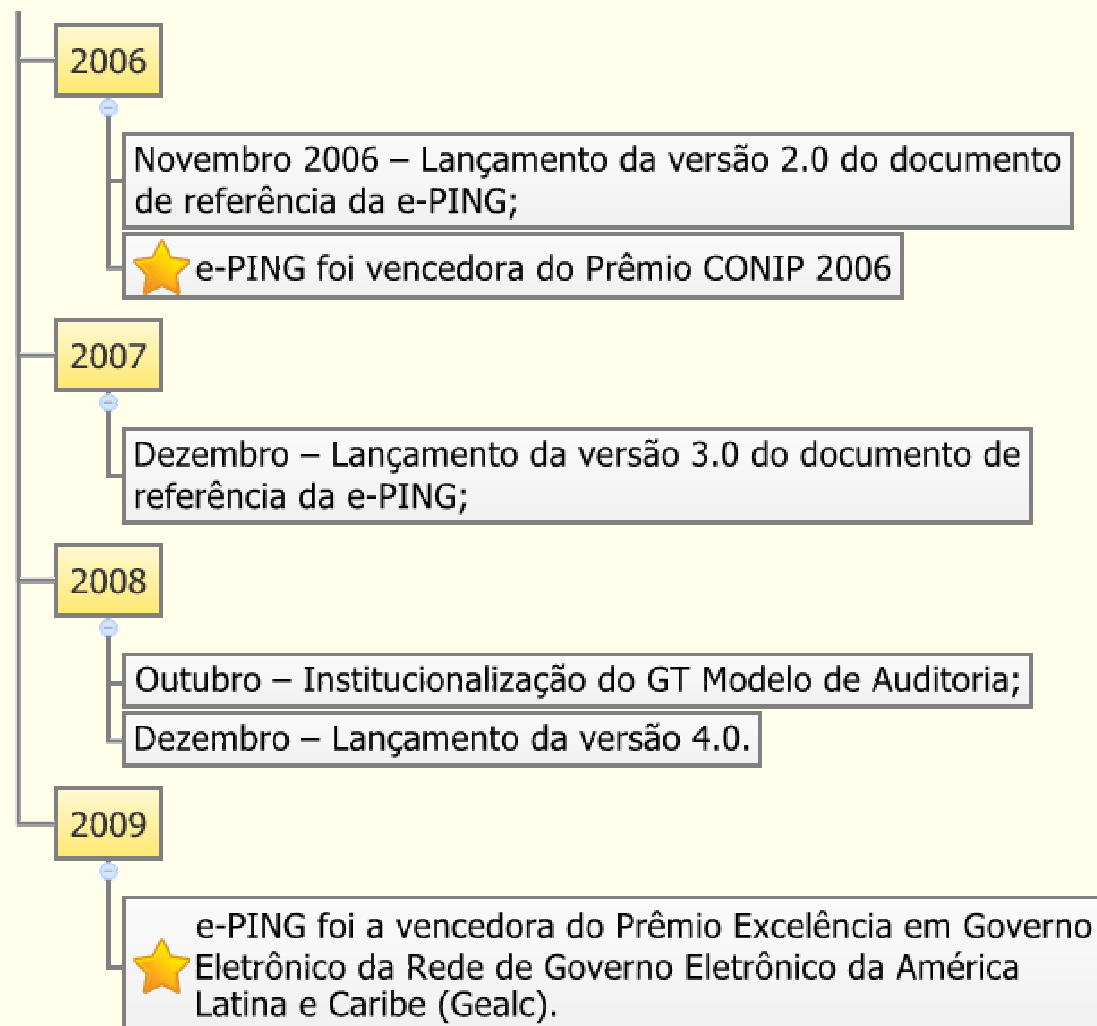 2006
Novembro 2006 – Lançamento da versão 2.0 do documento
de referência da e-PING;
e-PING foi vencedora do Prêmio CONIP 2006
2007
Dezembro – Lançamento da versão 3.0 do documento de
referência da e-PING;
2008
Outubro – Institucionalização do GT Modelo de Auditoria;
Dezembro – Lançamento da versão 4.0.
2009
e-PING foi a vencedora do Prêmio Excelência em Governo
Eletrônico da Rede de Governo Eletrônico da América
Latina e Caribe (Gealc).